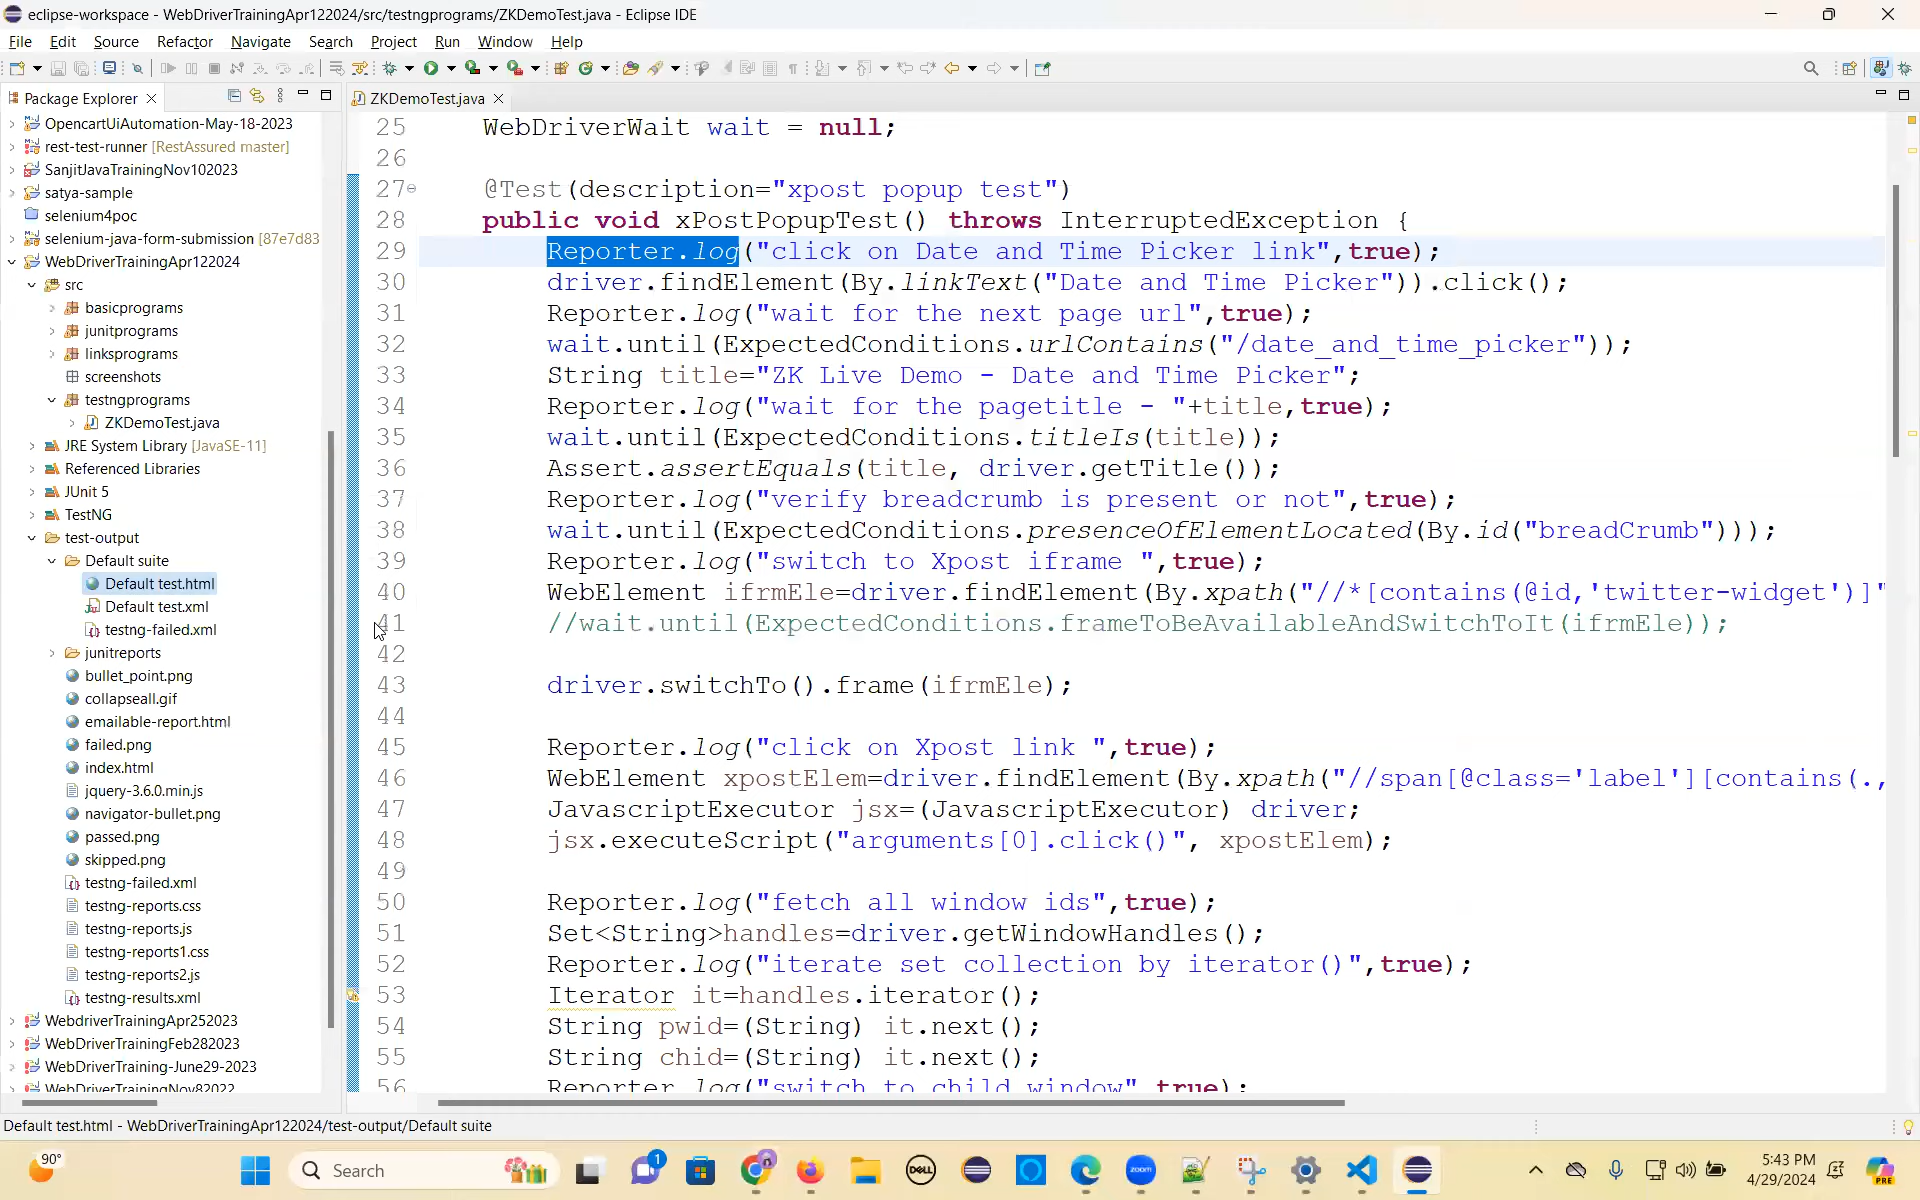 eclipse-workspace - WebDriverTrainingApr122024/src/testngprograms/ZKDemoTest.java - Eclipse IDE
File Edit Source Refactor Navigate Search Project Run Window Help
Package Explorer
ZKDemoTest.java
OpencartUiAutomation-May-18-2023
rest-test-runner [RestAssured master]
SanjitJavaTrainingNov102023
satya-sample
selenium4poc
selenium-java-form-submission [87e7d83
WebDriverTrainingApr122024
src
basicprograms
junitprograms
linksprograms
screenshots
testngprograms
ZKDemoTest.java
JRE System Library [JavaSE-11]
Referenced Libraries
JUnit 5
TestNG
test-output
Default suite
Default test.html
Default test.xml
testng-failed.xml
junitreports
bullet_point.png
collapseall.gif
emailable-report.html
failed.png
index.html
jquery-3.6.0.min.js
navigator-bullet.png
passed.png
skipped.png
testng-failed.xml
testng-reports.css
testng-reports.js
testng-reports1.css
testng-reports2.js
testng-results.xml
WebdriverTrainingApr252023
WebDriverTrainingFeb282023
WebDriverTraining-June29-2023
WebDriverTrainingNov82022
25 WebDriverWait wait = null;
26
27 @Test(description="xpost popup test")
28 public void xPostPopupTest() throws InterruptedException {
29 Reporter.log("click on Date and Time Picker link",true);
30 driver.findElement(By.linkText("Date and Time Picker")).click();
31 Reporter.log("wait for the next page url",true);
32 wait.until(ExpectedConditions.urlContains("/date_and_time_picker"));
33 String title="ZK Live Demo - Date and Time Picker";
34 Reporter.log("wait for the pagetitle - "+title,true);
35 wait.until(ExpectedConditions.titleIs(title));
36 Assert.assertEquals(title, driver.getTitle());
37 Reporter.log("verify breadcrumb is present or not",true);
38 wait.until(ExpectedConditions.presenceOfElementLocated(By.id("breadCrumb")));
39 Reporter.log("switch to Xpost iframe ",true);
40 WebElement ifrmEle=driver.findElement(By.xpath("//*[contains(@id,'twitter-widget')]"
41 //wait.until(ExpectedConditions.frameToBeAvailableAndSwitchToIt(ifrmEle));
42
43 driver.switchTo().frame(ifrmEle);
44
45 Reporter.log("click on Xpost link ",true);
46 WebElement xpostElem=driver.findElement(By.xpath("//span[@class='label'][contains(.,
47 JavascriptExecutor jsx=(JavascriptExecutor) driver;
48 jsx.executeScript("arguments[0].click()", xpostElem);
49
50 Reporter.log("fetch all window ids",true);
51 Set<String>handles=driver.getWindowHandles();
52 Reporter.log("iterate set collection by iterator()",true);
53 Iterator it=handles.iterator();
54 String pwid=(String) it.next();
55 String chid=(String) it.next();
56 Reporter.log("switch to child window",true);
Default test.html - WebDriverTrainingApr122024/test-output/Default suite
90°
Search
1
DELL
zoom
5:43 PM
4/29/2024
PRE